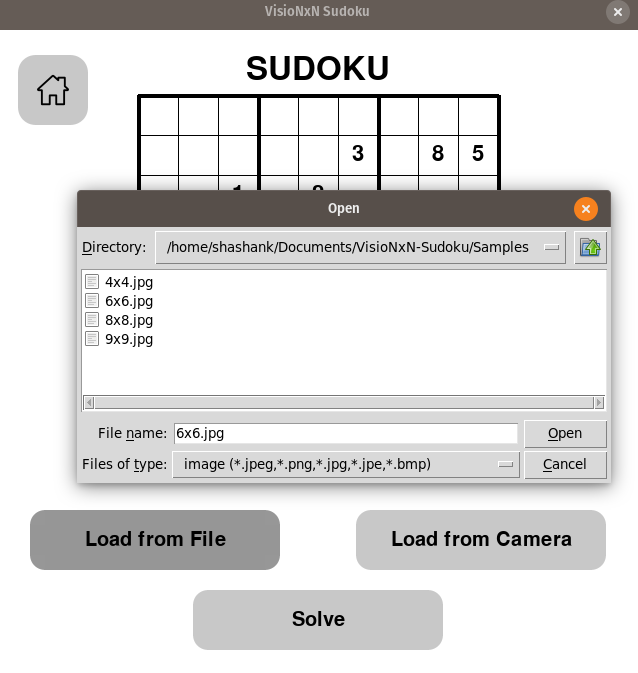 VisioNxN Sudoku
SUDOKU
3 8 5
Open
Directory: /home/shashank/Documents/VisioNxN-Sudoku/Samples
4x4.jpg
6x6.jpg
8x8.jpg
9x9.jpg
File name: 6x6.jpg Open
Files of type: image (*.jpeg,*.png,*.jpg,*.jpe,*.bmp) Cancel
Load from File Load from Camera
Solve